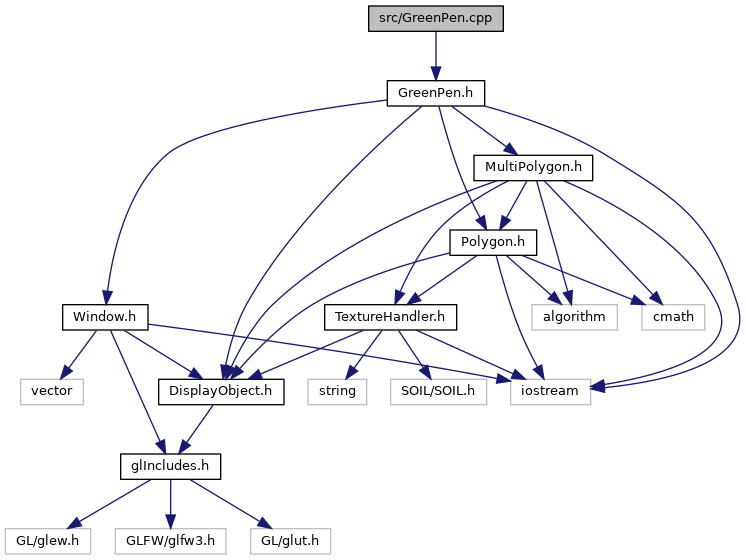 src/GreenPen.cpp
GreenPen.h
MultiPolygon.h
Polygon.h
Window.h
TextureHandler.h
algorithm
cmath
vector
DisplayObject.h
string
SOIL/SOIL.h
iostream
glIncludes.h
GL/glew.h
GLFW/glfw3.h
GL/glut.h